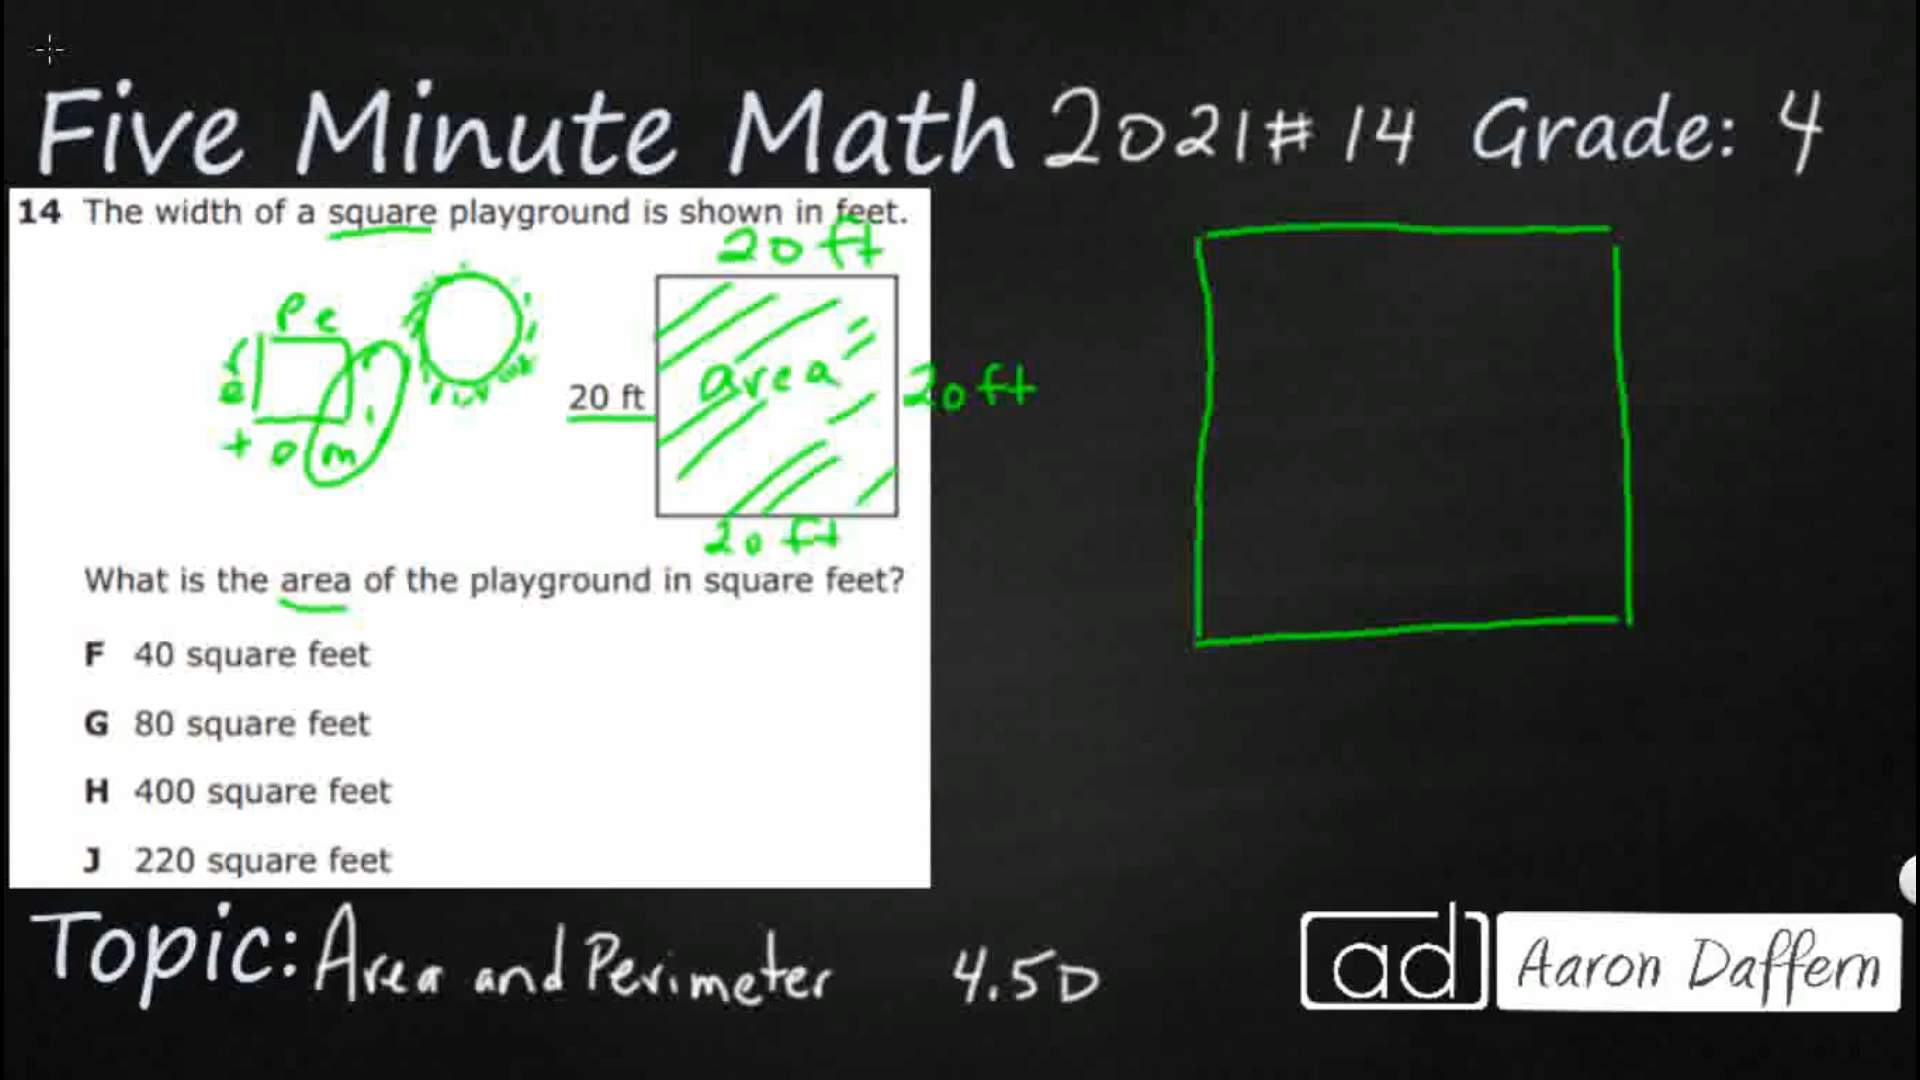 Five Minute Math 2021 #14 Grade: 4
14 The width of a square playground is shown in feet.
20 ft
Pe
r
e
t
i
m
20 ft
area
20 ft
20 ft
What is the area of the playground in square feet?
F 40 square feet
G 80 square feet
H 400 square feet
J 220 square feet
Topic: Area and Perimeter 4.5D
ad Aaron Daffern